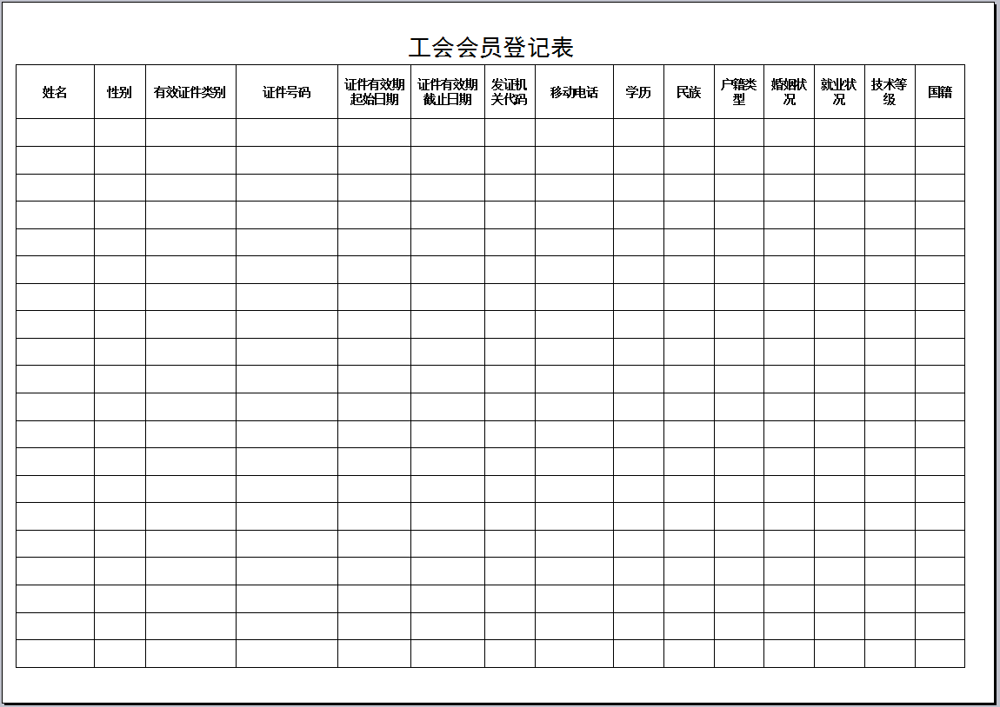 工会会员登记表
姓名
性别
有效证件类别
证件号码
证件有效期
起始日期
证件有效期
截止日期
发证机
关代码
移动电话
学历
民族
户籍类
型
婚姻状
况
就业状
况
技术等
级
国籍